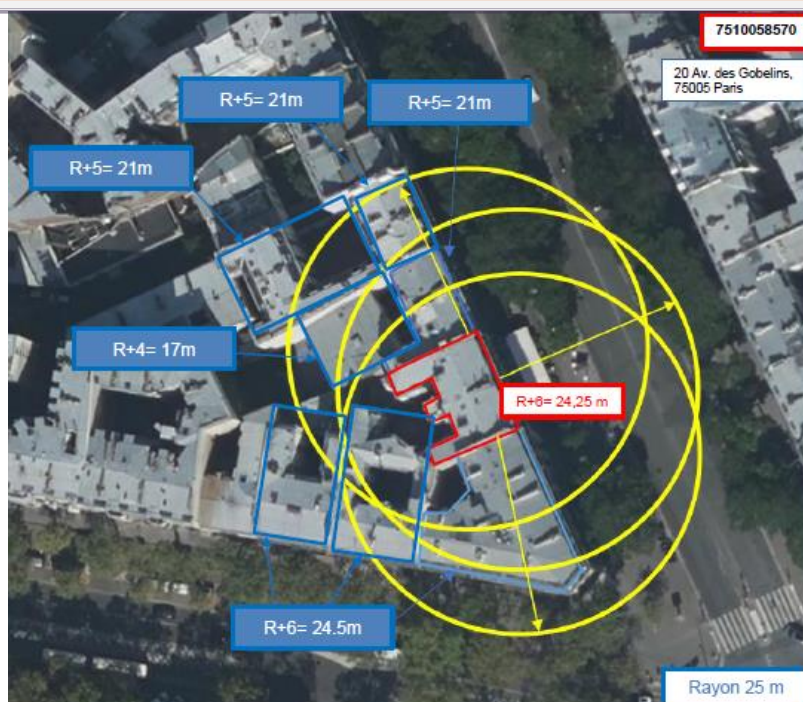 7510058570
20 Av. des Gobelins,
75005 Paris
R+5= 21m
R+5= 21m
R+5= 21m
R+4= 17m
R+6= 24,25 m
R+6= 24.5m
Rayon 25 m